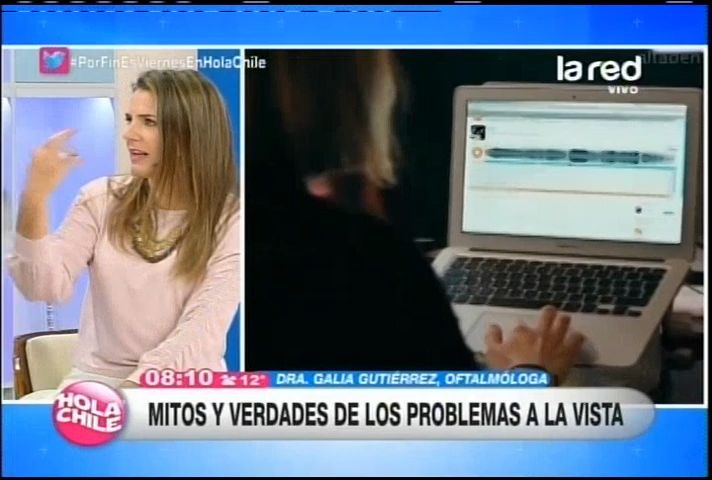 #PorFinEsViernesEnHolaChile
la red
VIVO
08:10 12° DRA. GALIA GUTIÉRREZ, OFTALMÓLOGA
HOLA CHILE
MITOS Y VERDADES DE LOS PROBLEMAS A LA VISTA